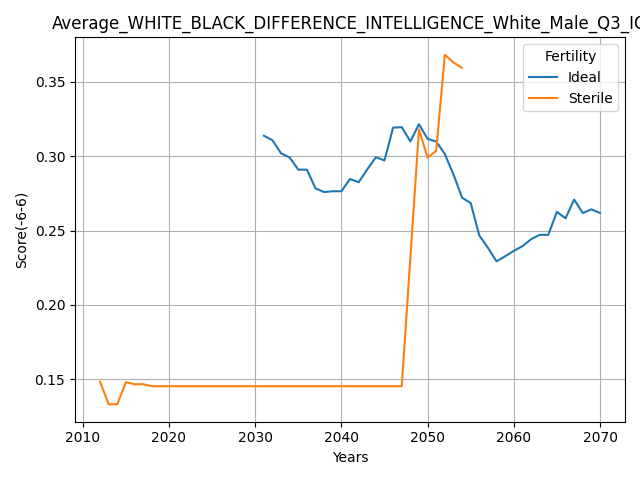 Average_WHITE_BLACK_DIFFERENCE_INTELLIGENCE_White_Male_Q3_IC
Fertility
Ideal
Sterile
0.35
0.30
0.25
0.20
0.15
Score(-6-6)
2010 2020 2030 2040 2050 2060 2070
Years